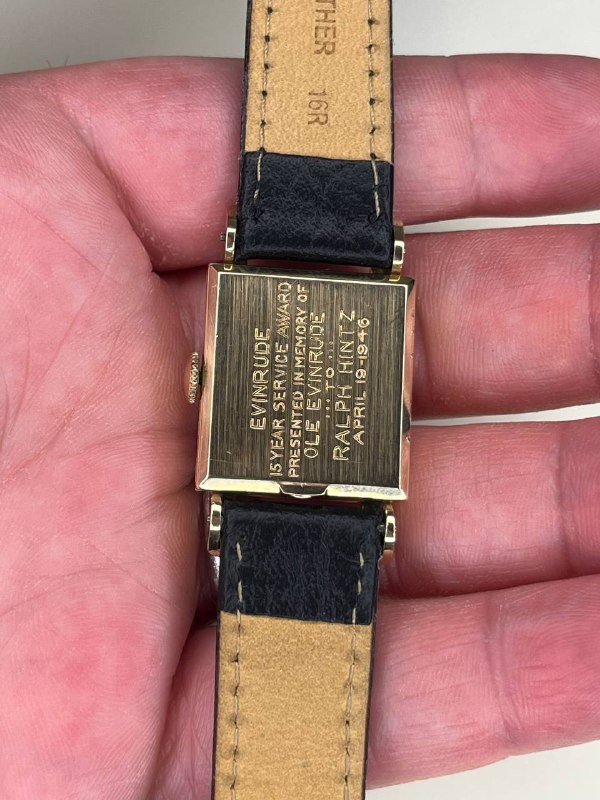 THER 16R
EVINRUDE
15 YEAR SERVICE AWARD
PRESENTED IN MEMORY OF
OLE EVINRUDE
... TO ...
RALPH HINTZ
APRIL 19-1946